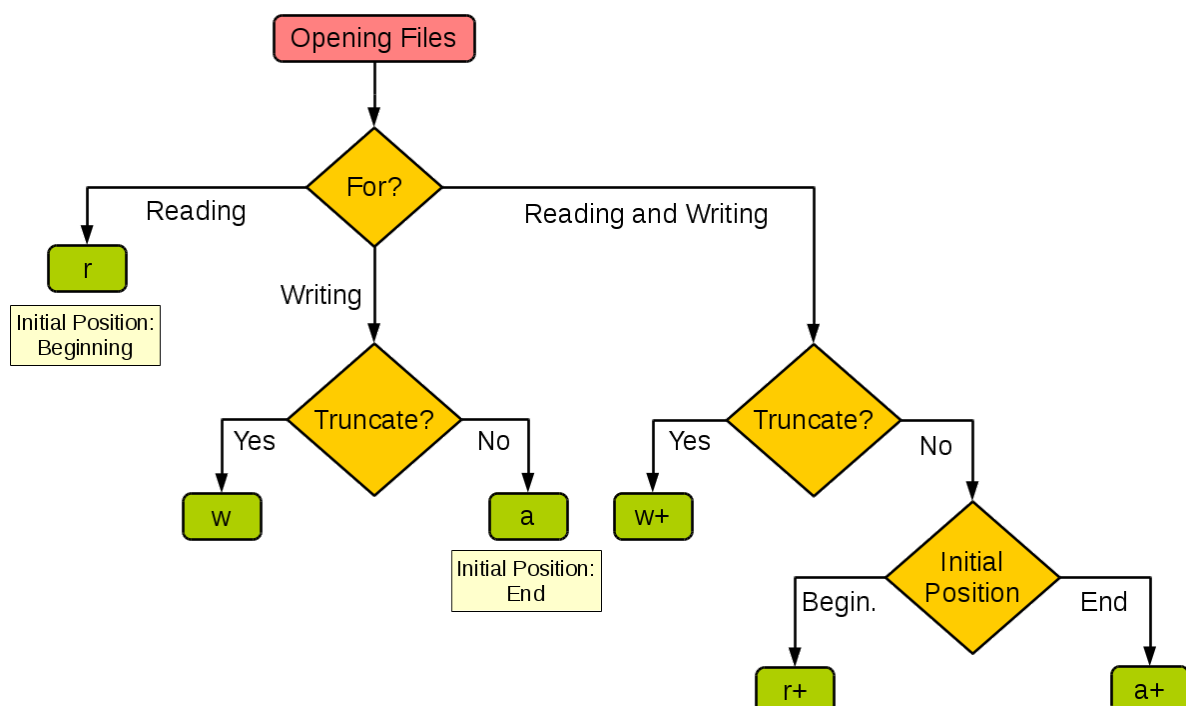 Opening Files
For?
Reading
Reading and Writing
r
Writing
Initial Position:
Beginning
Truncate?
Truncate?
Yes
No
Yes
No
w
a
w+
Initial Position:
End
Initial
Position
Begin.
End
r+
a+